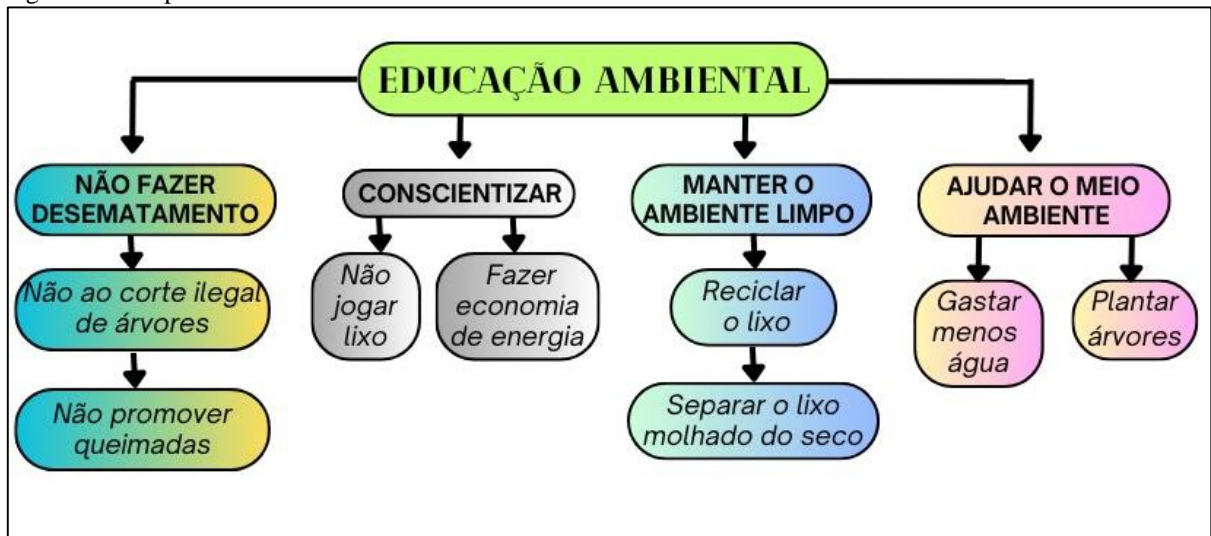 EDUCAÇÃO AMBIENTAL
NÃO FAZER
DESEMATAMENTO
Não ao corte ilegal
de árvores
Não promover
queimadas
CONSCIENTIZAR
Não
jogar
lixo
Fazer
economia
de energia
MANTER O
AMBIENTE LIMPO
Reciclar
o lixo
Separar o lixo
molhado do seco
AJUDAR O MEIO
AMBIENTE
Gastar
menos
água
Plantar
árvores